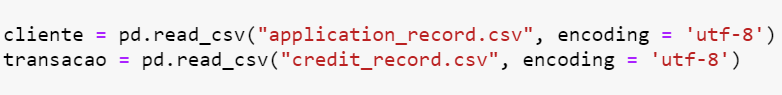 cliente = pd.read_csv("application_record.csv", encoding = 'utf-8')
transacao = pd.read_csv("credit_record.csv", encoding = 'utf-8')